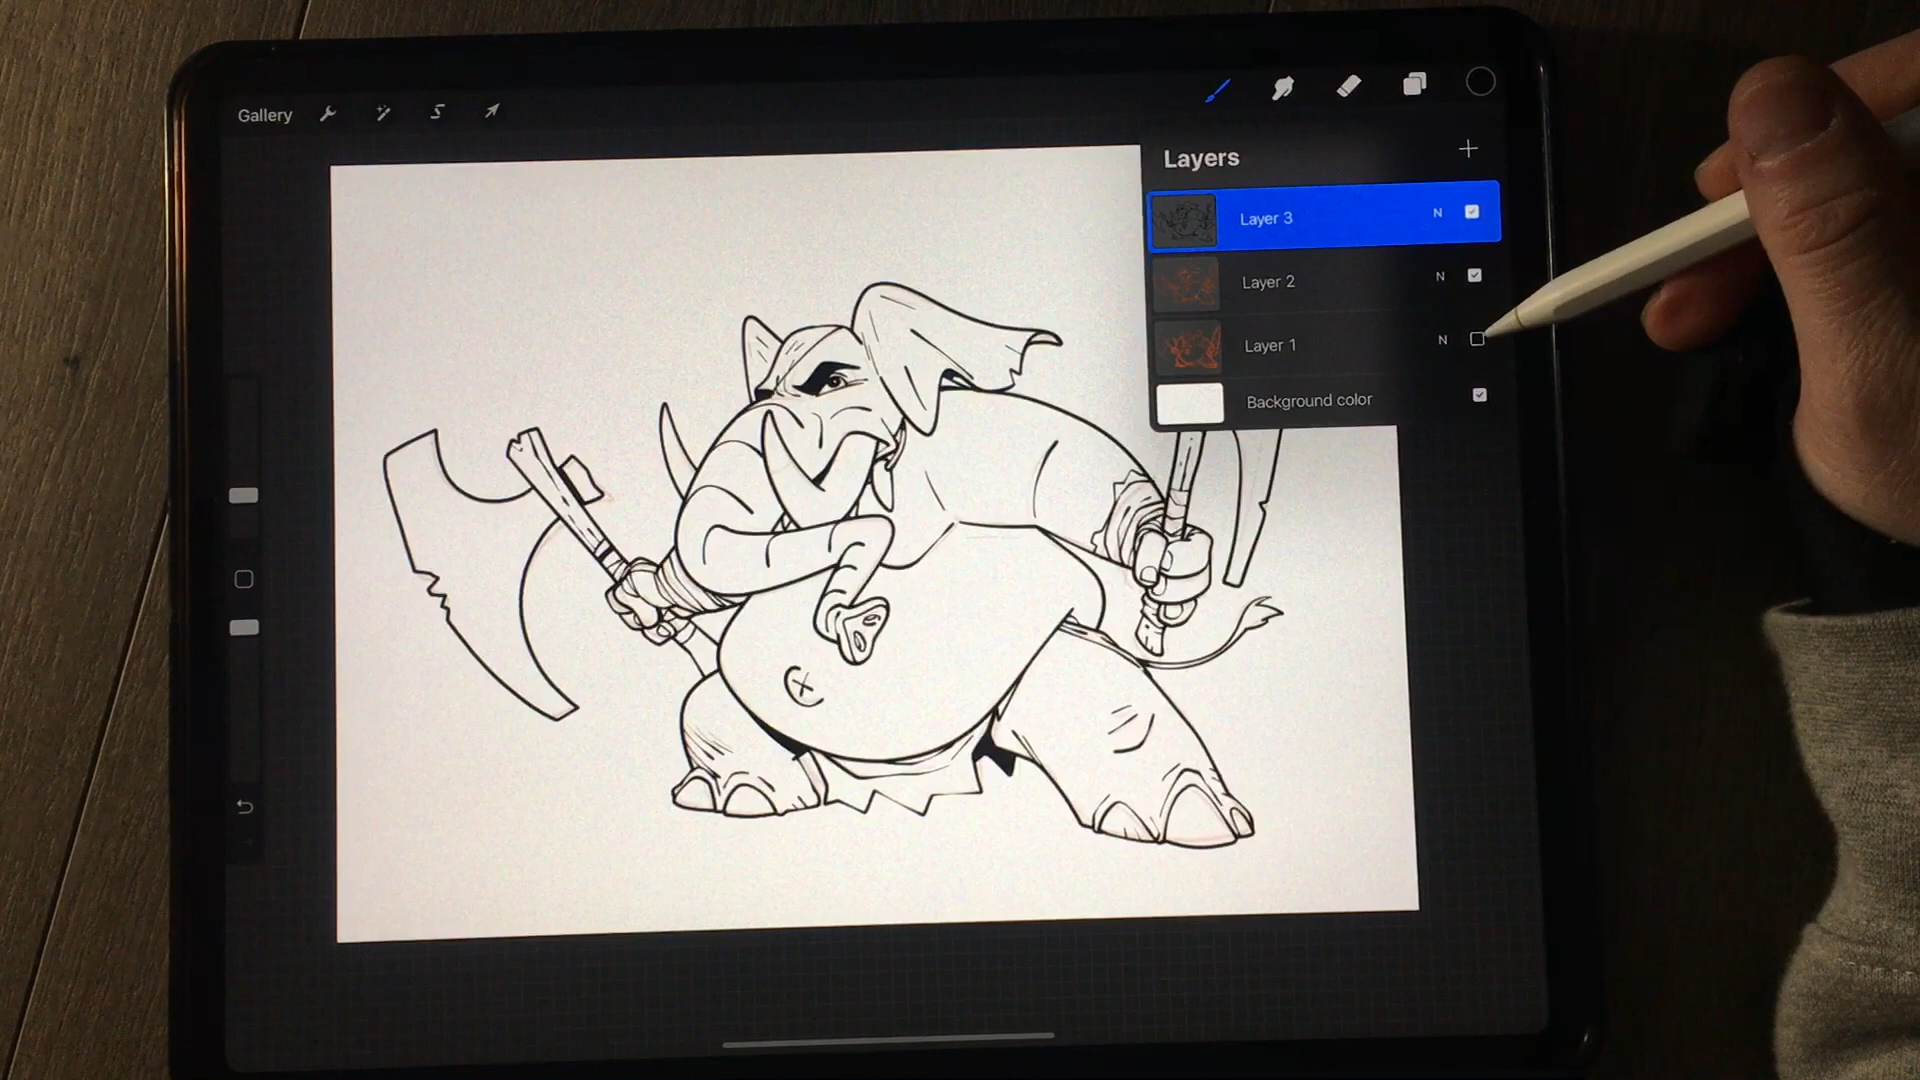 Gallery
Layers
Layer 3 N
Layer 2 N
Layer 1 N
Background color